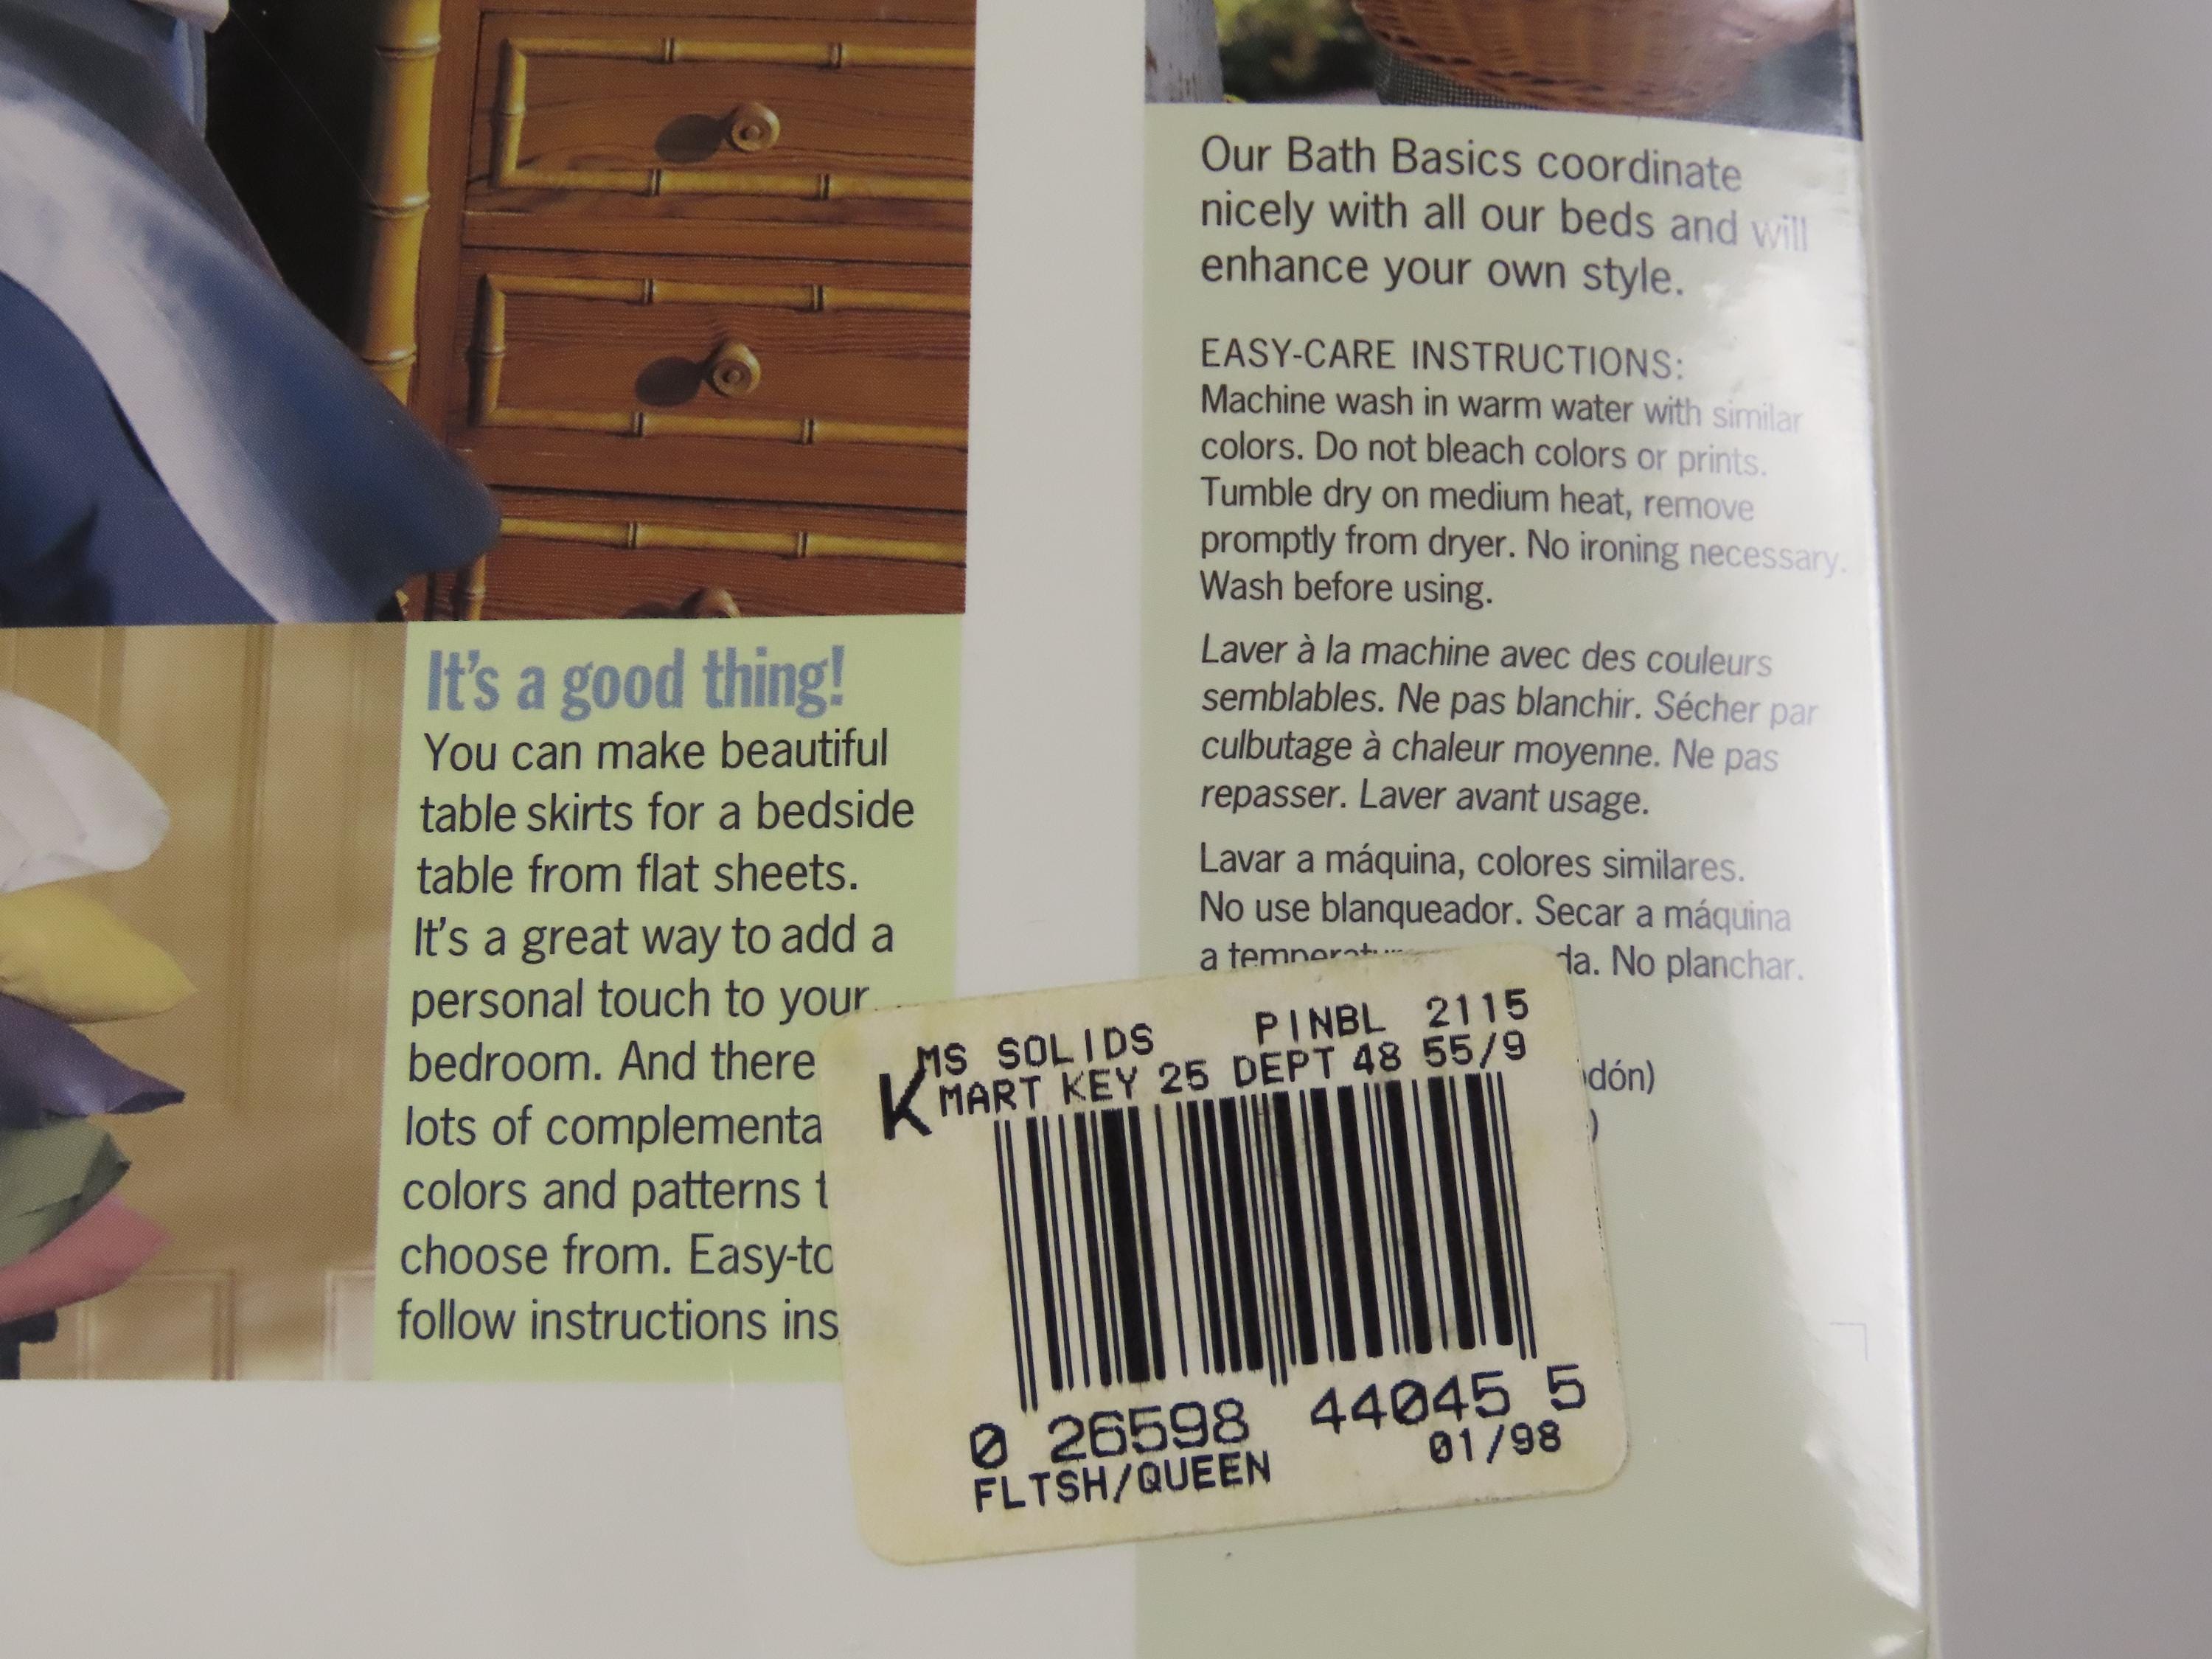 It's a good thing!
You can make beautiful
table skirts for a bedside
table from flat sheets.
It's a great way to add a
personal touch to your
bedroom. And there
lots of complementa
colors and patterns t
choose from. Easy-to
follow instructions ins
Our Bath Basics coordinate
nicely with all our beds and will
enhance your own style.
EASY-CARE INSTRUCTIONS:
Machine wash in warm water with similar
colors. Do not bleach colors or prints.
Tumble dry on medium heat, remove
promptly from dryer. No ironing necessary.
Wash before using.
Laver à la machine avec des couleurs
semblables. Ne pas blanchir. Sécher par
culbutage à chaleur moyenne. Ne pas
repasser. Laver avant usage.
Lavar a máquina, colores similares.
No use blanqueador. Secar a máquina
a temperatu da. No planchar.
dón)
)
MS SOLIDS PINBL 2115
KMART KEY 25 DEPT 48 55/9
0 26598 44045 5
FLTSH/QUEEN 01/98